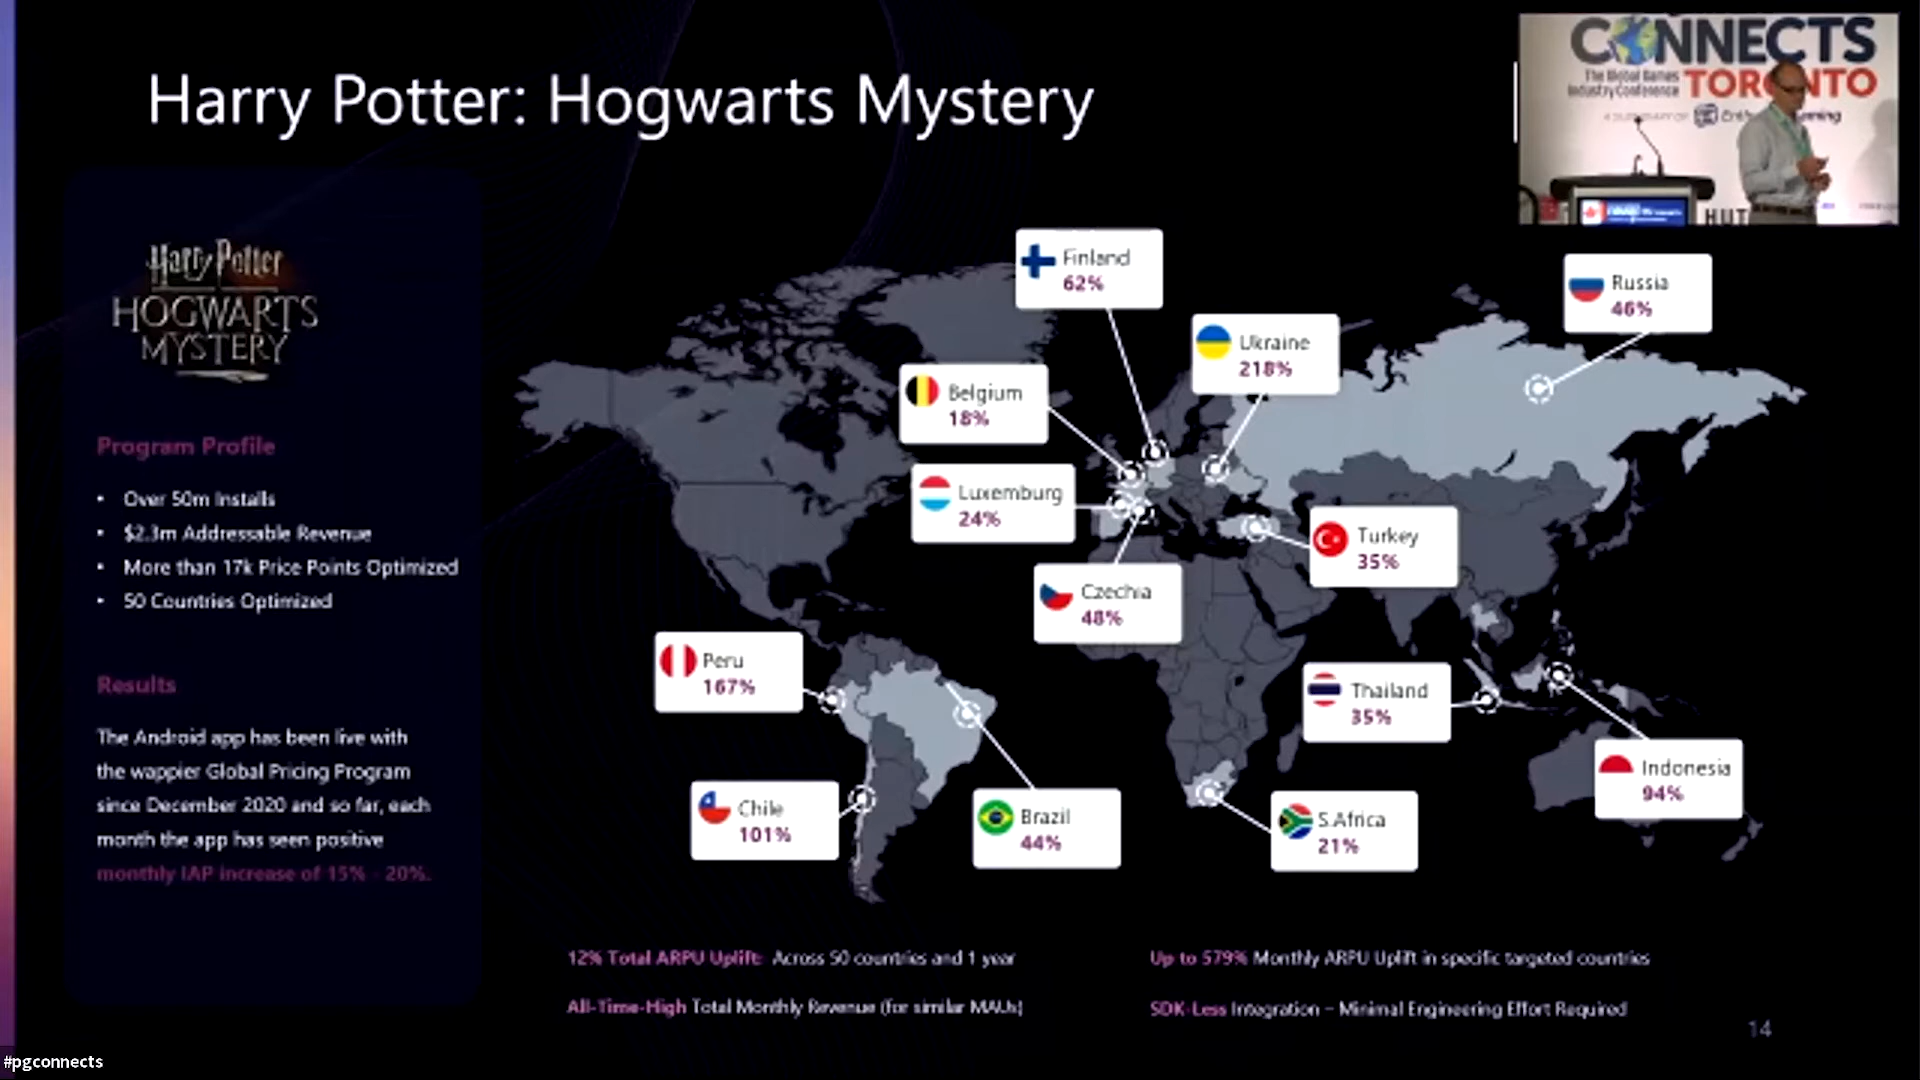 Harry Potter: Hogwarts Mystery
CONNECTS
The Global Games
Industry Conference
TORONTO
Harry Potter
HOGWARTS
MYSTERY
Program Profile
• Over 50m Installs
• $2.3m Addressable Revenue
• More than 17k Price Points Optimized
• 50 Countries Optimized
Results
The Android app has been live with
the wappier Global Pricing Program
since December 2020 and so far, each
month the app has seen positive
monthly IAP increase of 15% - 20%.
Finland
62%
Russia
46%
Ukraine
218%
Belgium
18%
Luxemburg
24%
Turkey
35%
Czechia
48%
Peru
167%
Thailand
35%
Indonesia
94%
Chile
101%
Brazil
44%
S.Africa
21%
12% Total ARPU Uplift: Across 50 countries and 1 year
Up to 579% Monthly ARPU Uplift in specific targeted countries
All-Time-High Total Monthly Revenue (for similar MAUs)
SDK-Less Integration – Minimal Engineering Effort Required
14
#pgconnects